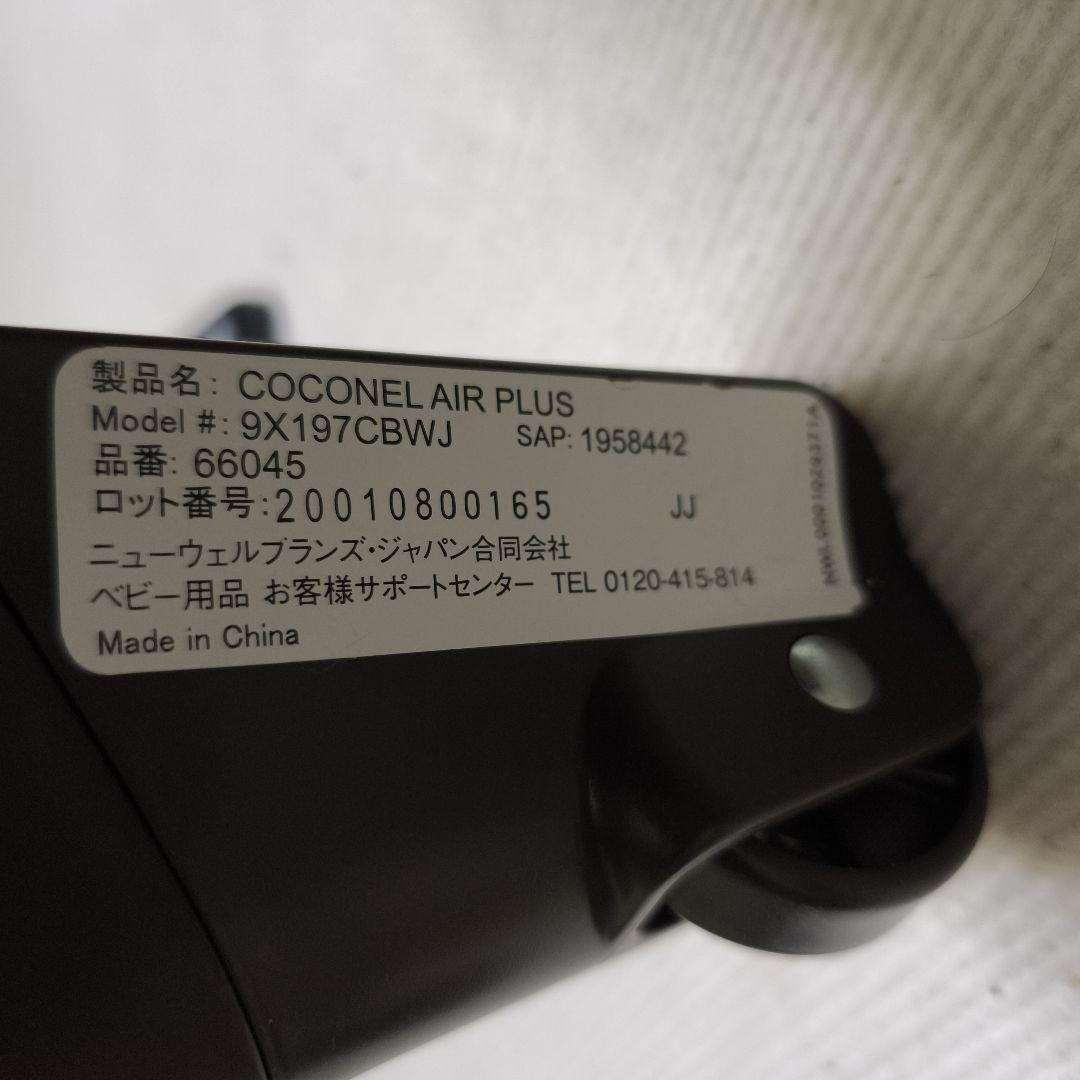 製品名: COCONEL AIR PLUS
Model #: 9X197CBWJ SAP: 1958442
品番: 66045
ロット番号:20010800165 JJ
ニューウェルブランズ・ジャパン合同会社
ベビー用品 お客様サポートセンター TEL 0120-415-814
Made in China